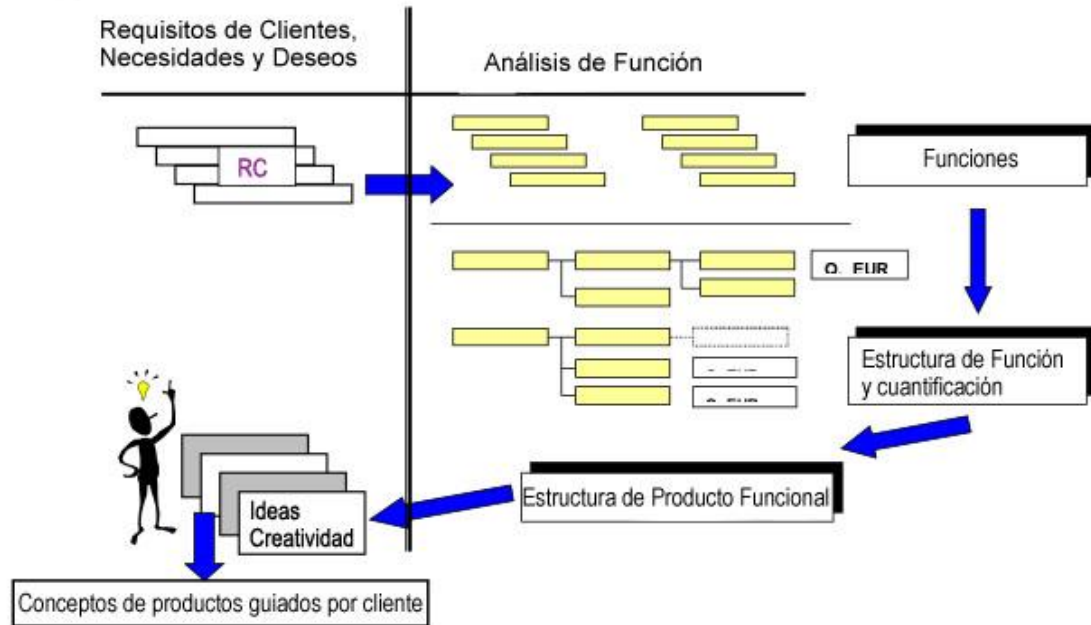 Requisitos de Clientes,
Necesidades y Deseos
Análisis de Función
RC
Funciones
Estructura de Función
y cuantificación
Estructura de Producto Funcional
Ideas
Creatividad
Conceptos de productos guiados por cliente